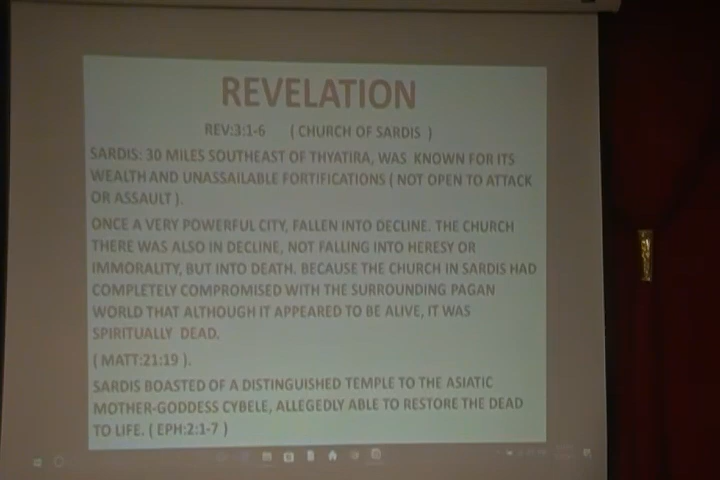 REVELATION
REV:3:1-6 ( CHURCH OF SARDIS )
SARDIS: 30 MILES SOUTHEAST OF THYATIRA, WAS KNOWN FOR ITS
WEALTH AND UNASSAILABLE FORTIFICATIONS ( NOT OPEN TO ATTACK
OR ASSAULT ).
ONCE A VERY POWERFUL CITY, FALLEN INTO DECLINE. THE CHURCH
THERE WAS ALSO IN DECLINE, NOT FALLING INTO HERESY OR
IMMORALITY, BUT INTO DEATH. BECAUSE THE CHURCH IN SARDIS HAD
COMPLETELY COMPROMISED WITH THE SURROUNDING PAGAN
WORLD THAT ALTHOUGH IT APPEARED TO BE ALIVE, IT WAS
SPIRITUALLY DEAD.
( MATT:21:19 ).
SARDIS BOASTED OF A DISTINGUISHED TEMPLE TO THE ASIATIC
MOTHER-GODDESS CYBELE, ALLEGEDLY ABLE TO RESTORE THE DEAD
TO LIFE. ( EPH:2:1-7 )